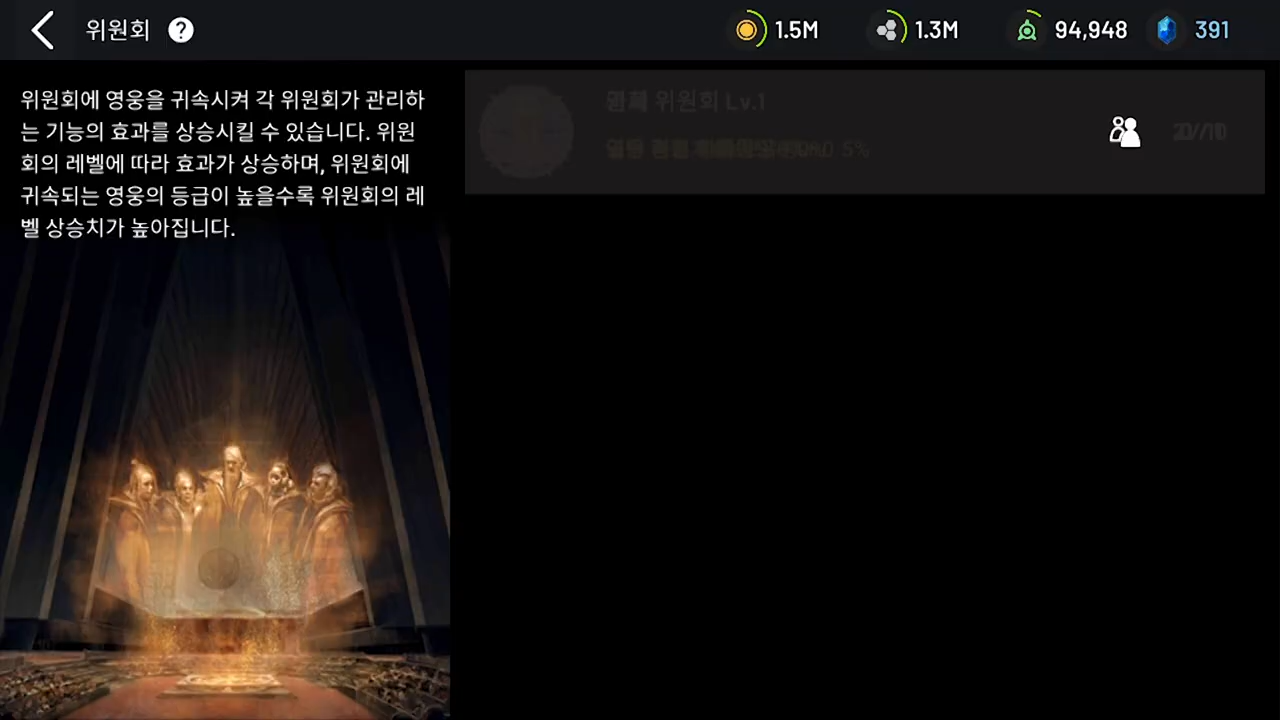 위원회
?
1.5M
1.3M
94,948
391
위원회에 영웅을 귀속시켜 각 위원회가 관리하
는 기능의 효과를 상승시킬 수 있습니다. 위원
회의 레벨에 따라 효과가 상승하며, 위원회에
귀속되는 영웅의 등급이 높을수록 위원회의 레
벨 상승치가 높아집니다.
위원회 Lv.1
5%